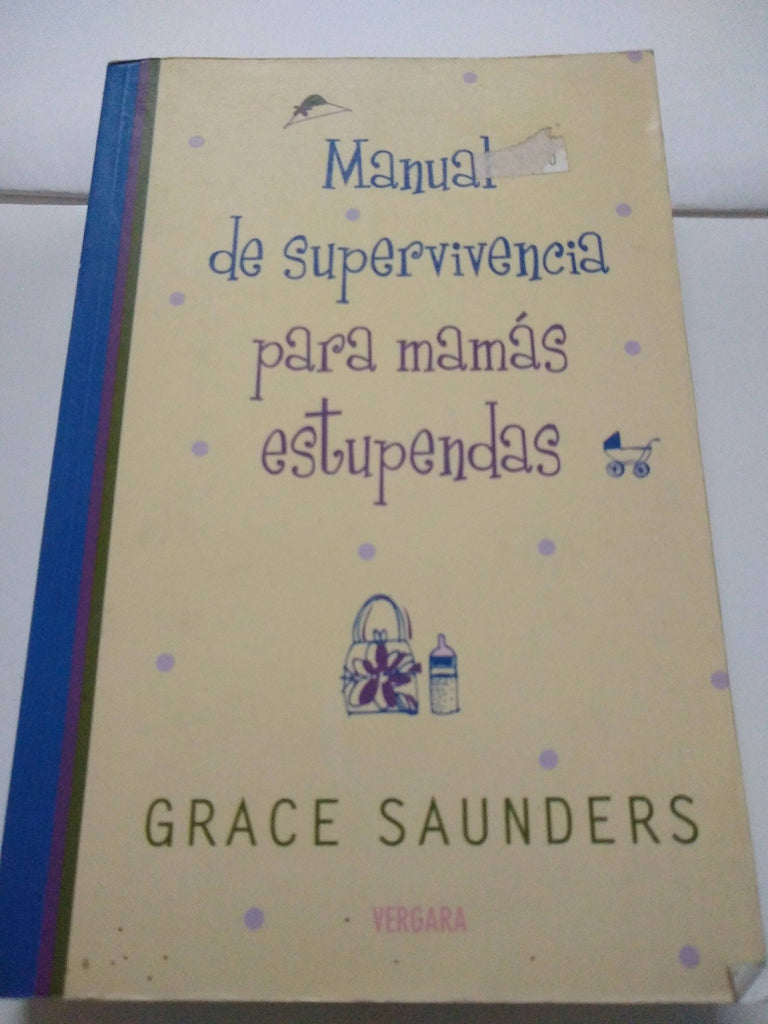 Manual
de supervivencia
para mamás
estupendas
GRACE SAUNDERS
VERGARA